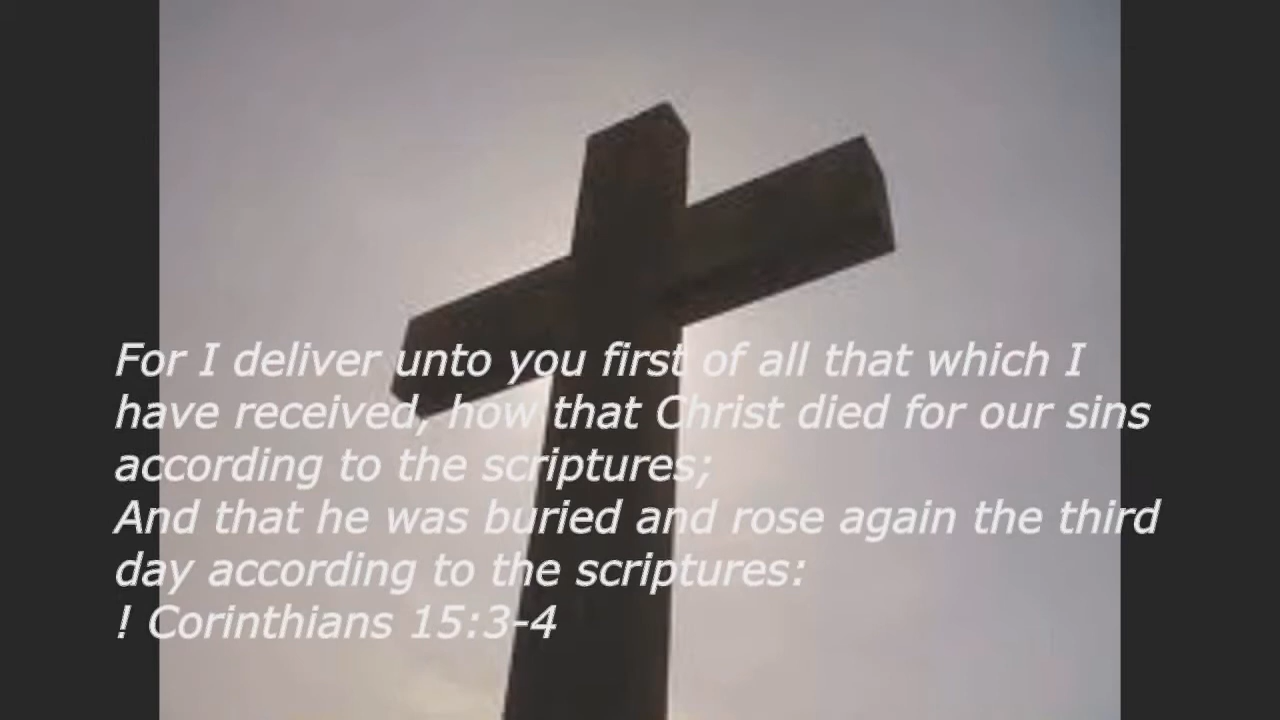 For I deliver unto you first of all that which I
have received, how that Christ died for our sins
according to the scriptures;
And that he was buried and rose again the third
day according to the scriptures:
! Corinthians 15:3-4